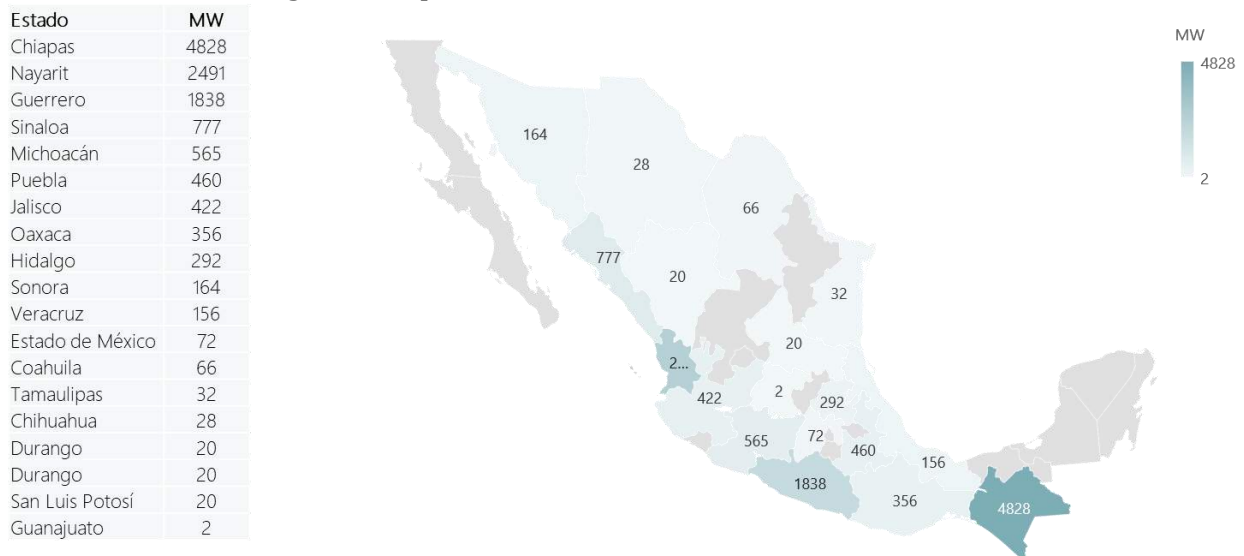 Estado MW
Chiapas 4828
Nayarit 2491
Guerrero 1838
Sinaloa 777
Michoacán 565
Puebla 460
Jalisco 422
Oaxaca 356
Hidalgo 292
Sonora 164
Veracruz 156
Estado de México 72
Coahuila 66
Tamaulipas 32
Chihuahua 28
Durango 20
Durango 20
San Luis Potosí 20
Guanajuato 2
MW
4828
2
164
28
66
777
20
32
20
2...
422
2
292
565
72
460
156
1838
356
4828